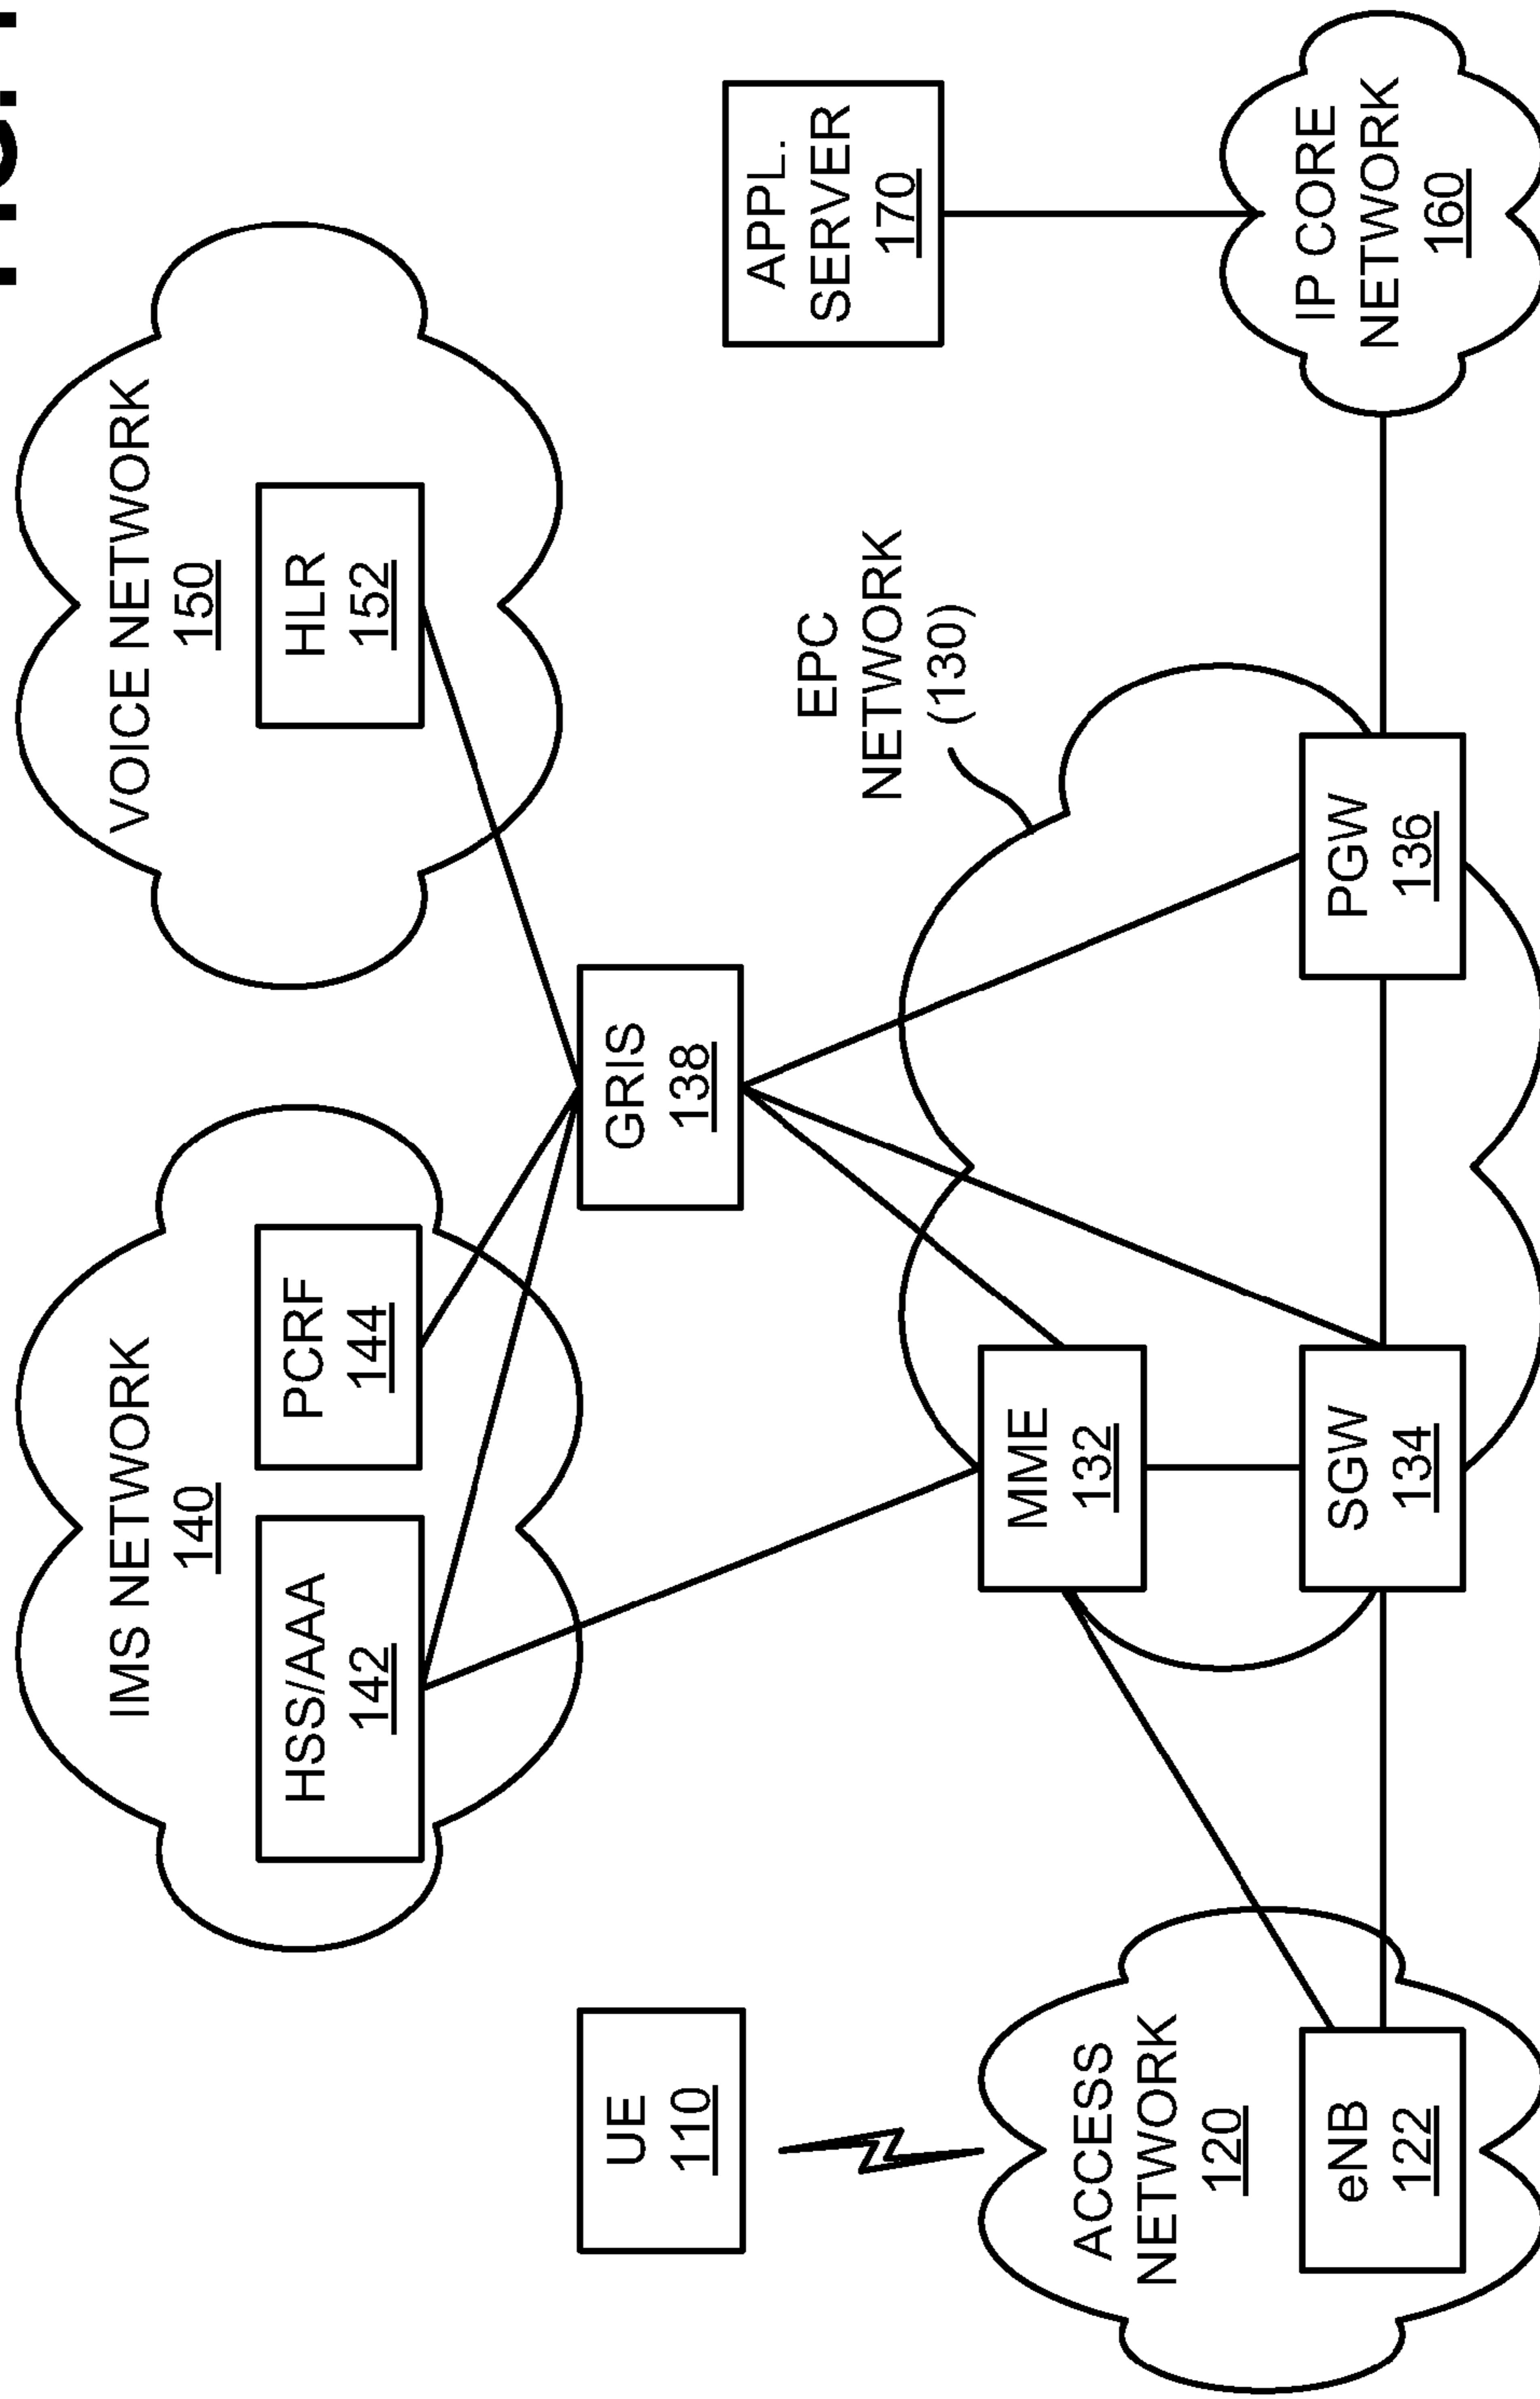 IMS NETWORK
140
HSS/AAA
142
PCRF
144
VOICE NETWORK
150
HLR
152
UE
110
GRIS
138
APPL.
SERVER
170
EPC
NETWORK
(130)
ACCESS
NETWORK
120
eNB
122
MME
132
SGW
134
PGW
136
IP CORE
NETWORK
160